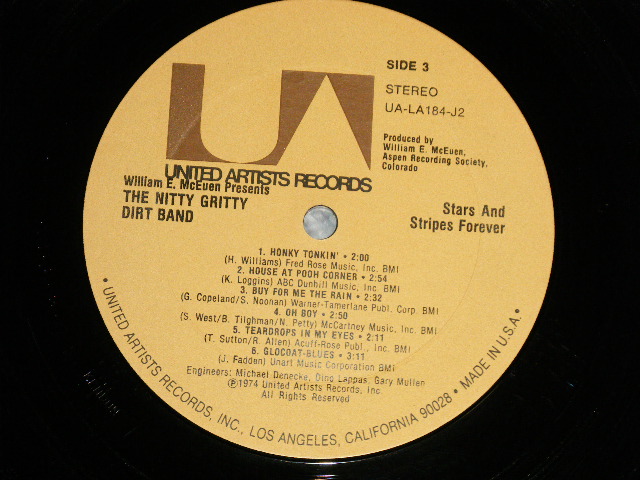 SIDE 3
STEREO
UA-LA184-J2
Produced by
William E. McEuen,
Aspen Recording Society,
Colorado
UA
UNITED ARTISTS RECORDS
William E. McEuen Presents
THE NITTY GRITTY
DIRT BAND
Stars And
Stripes Forever
1. HONKY TONKIN' • 2:00
(H. Williams) Fred Rose Music, Inc. BMI
2. HOUSE AT POOH CORNER • 2:54
(K. Loggins) ABC Dunhill Music, Inc. BMI
3. BUY FOR ME THE RAIN • 2:32
(G. Copeland/S. Noonan) Warner-Tamerlane Publ. Corp. BMI
4. OH BOY • 2:50
(S. West/B. Tilghman/N. Petty) McCartney Music, Inc. BMI
5. TEARDROPS IN MY EYES • 2:11
(T. Sutton/R. Allen) Acuff-Rose Publ., Inc. BMI
6. GLOCOAT-BLUES • 3:11
(J. Fadden) Unart Music Corporation BMI
Engineers: Michael Denecke, Dino Lappas, Gary Mullen
℗1974 United Artists Records, Inc.
All Rights Reserved
• UNITED ARTISTS RECORDS, INC., LOS ANGELES, CALIFORNIA 90028 • MADE IN U.S.A. •